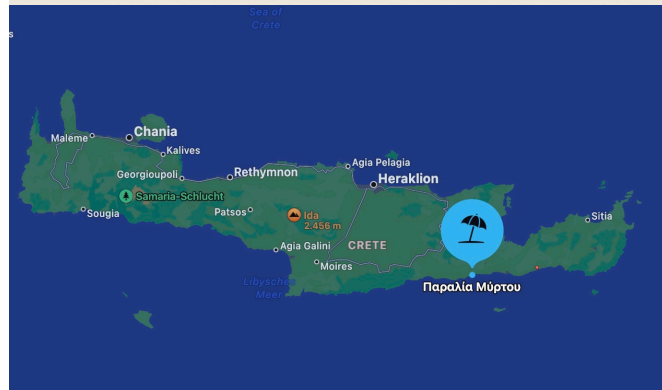 Sea of
Crete
s
Maleme
Chania
Kalives
Georgioupoli
Rethymnon
Agia Pelagia
Heraklion
Samaria-Schlucht
Sougia
Patsos
Ida
2.456 m
Sitia
Agia Galini
CRETE
Moires
Libysches
Meer
Παραλία Μύρτου